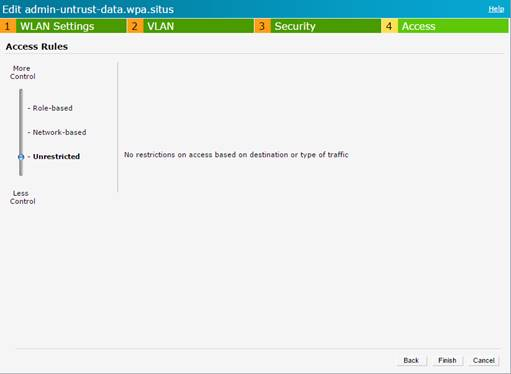 Edit admin-untrust-data.wpa.situs
Help
1 WLAN Settings 2 VLAN 3 Security 4 Access
Access Rules
More
Control
- Role-based
- Network-based
- Unrestricted
No restrictions on access based on destination or type of traffic
Less
Control
Back Finish Cancel